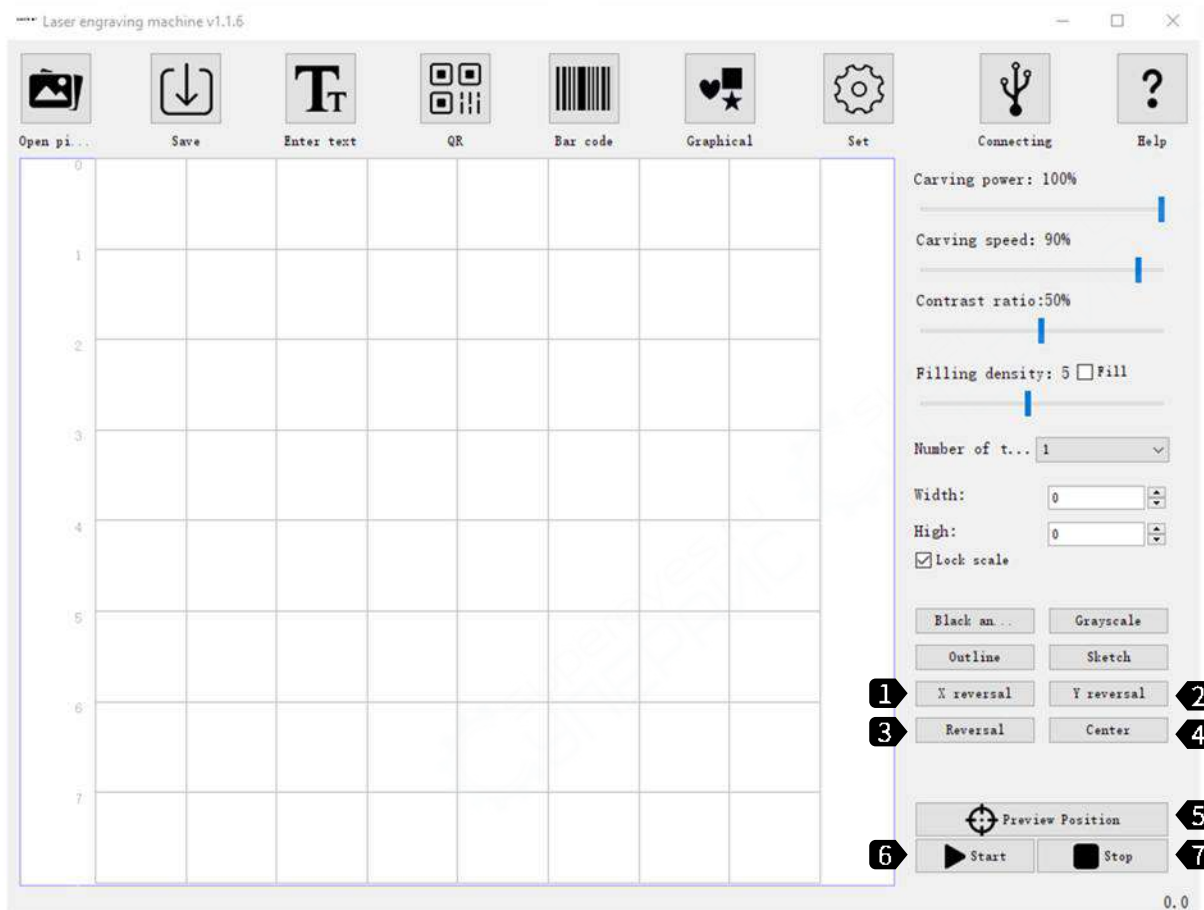 Laser engraving machine v1.1.6
Open pi...
Save
Enter text
QR
Bar code
Graphical
Set
Connecting
Help
0
1
2
3
4
5
6
7
Carving power: 100%
Carving speed: 90%
Contrast ratio:50%
Filling density: 5 Fill
Number of t... 1
Width: 0
High: 0
Lock scale
Black an... Grayscale
Outline Sketch
1 X reversal Y reversal 2
3 Reversal Center 4
Preview Position 5
6 Start Stop 7
0.0